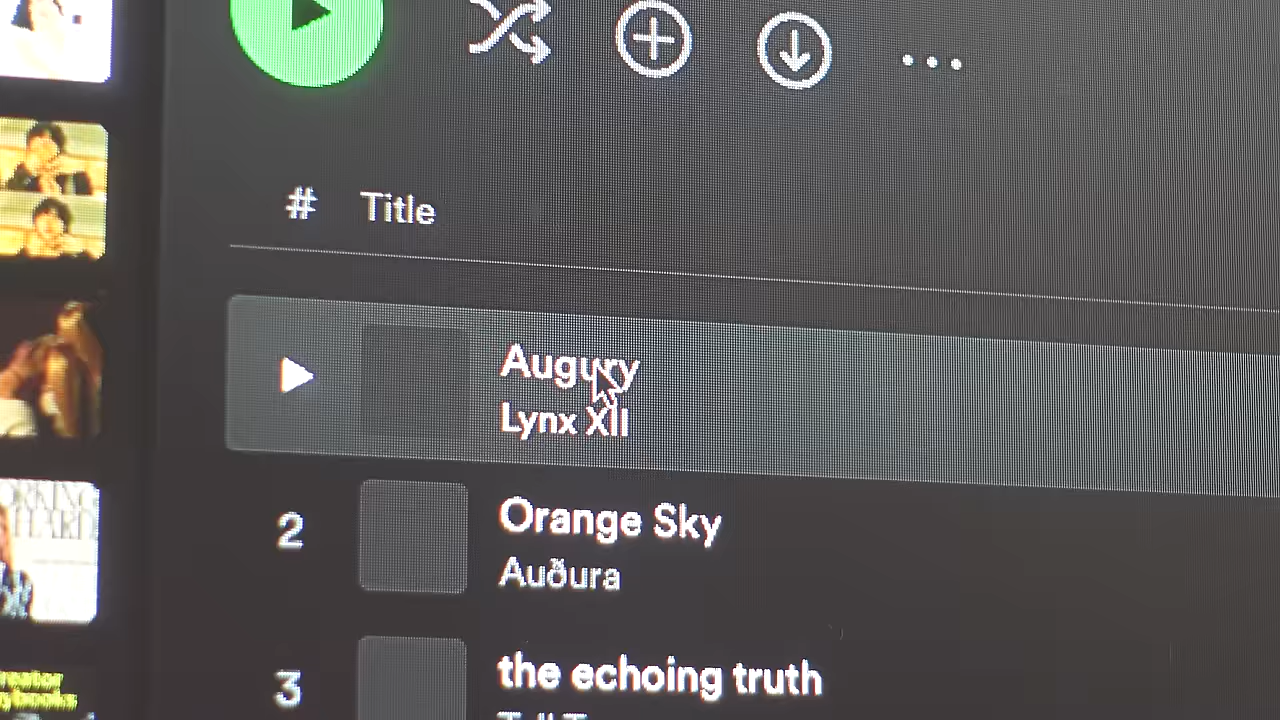 # Title
Augury
Lynx XII
2 Orange Sky
Auðura
3 the echoing truth